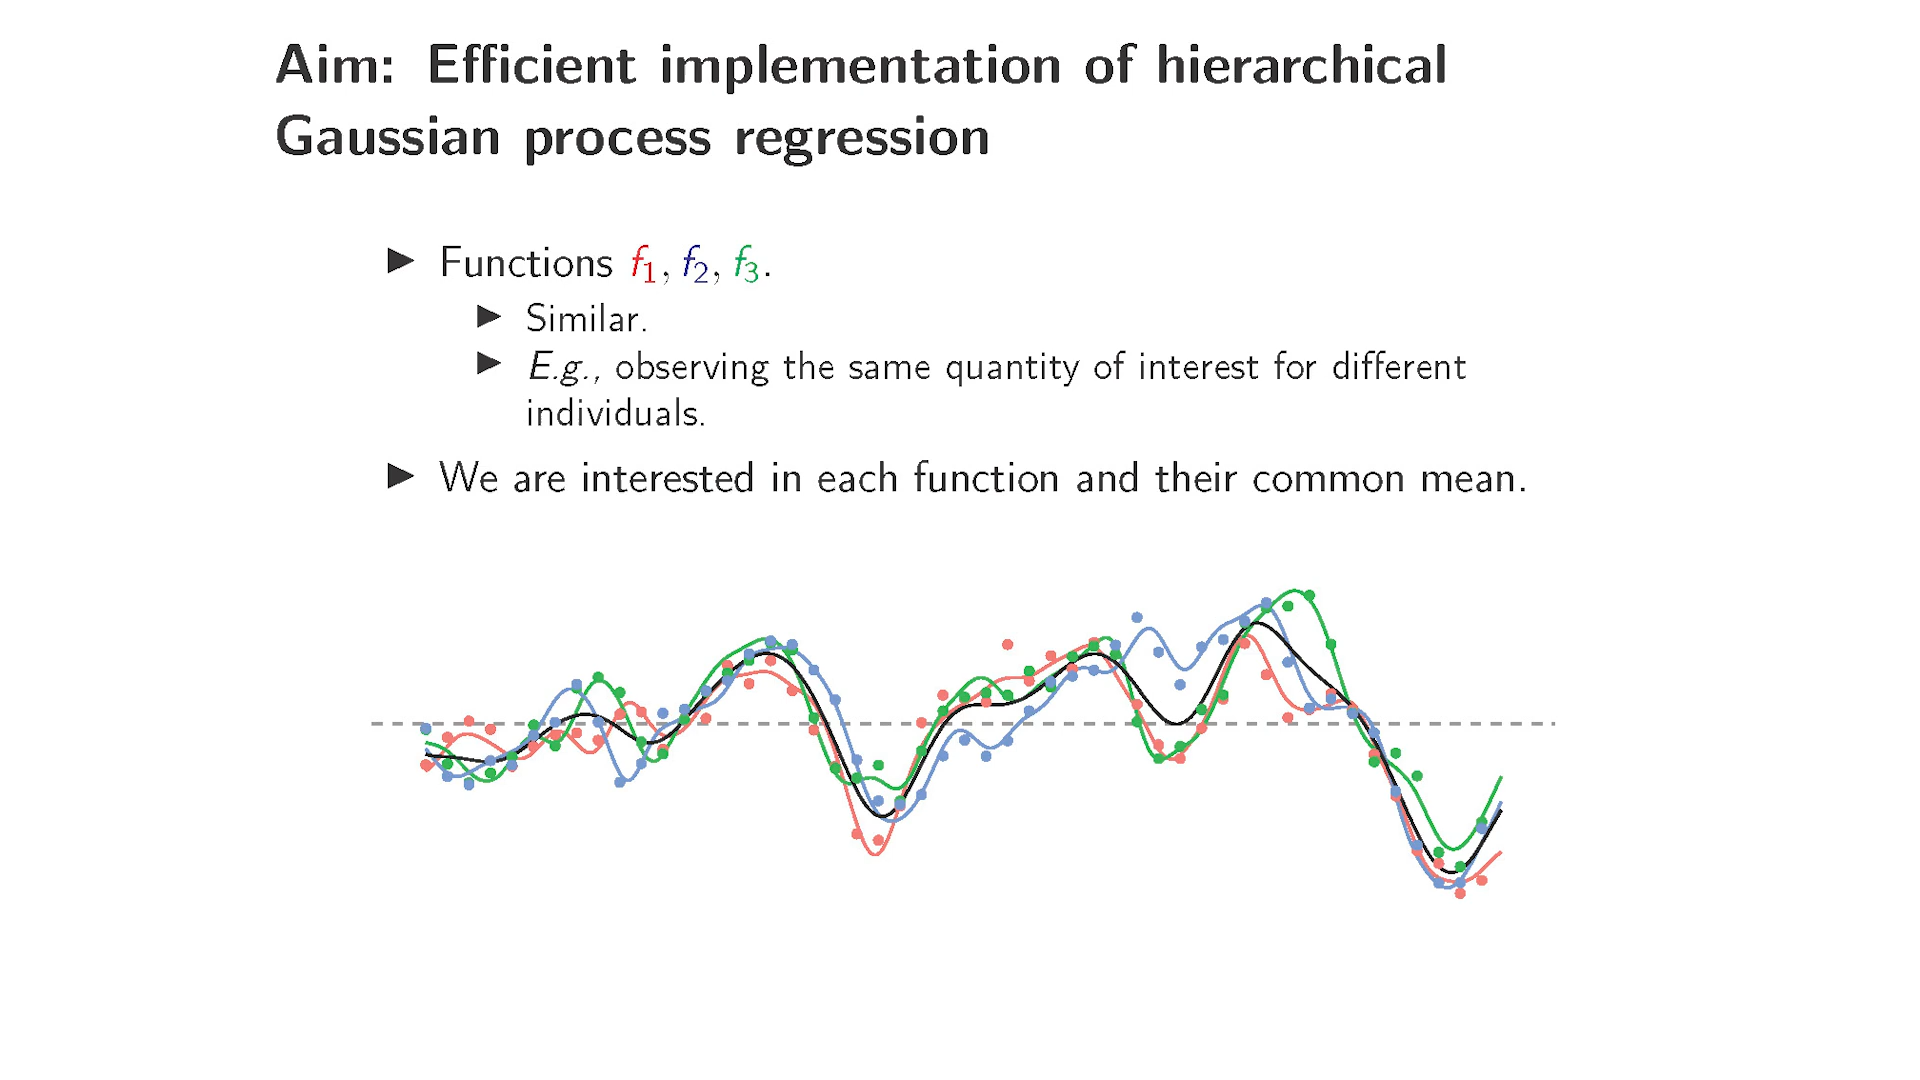 Aim: Efficient implementation of hierarchical
Gaussian process regression
▶ Functions f₁, f₂, f₃.
▶ Similar.
▶ E.g., observing the same quantity of interest for different
individuals.
▶ We are interested in each function and their common mean.